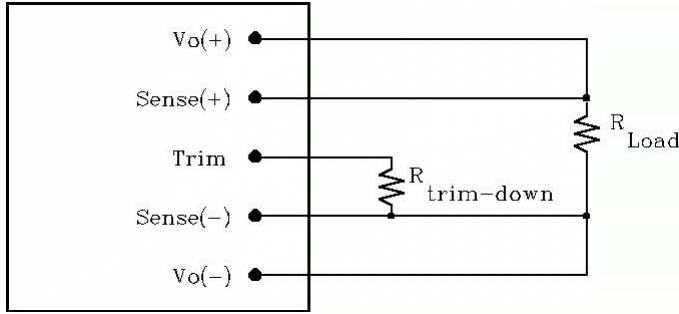 Vo(+)
Sense(+)
Trim
Sense(-)
Vo(-)
R
trim-down
R
Load